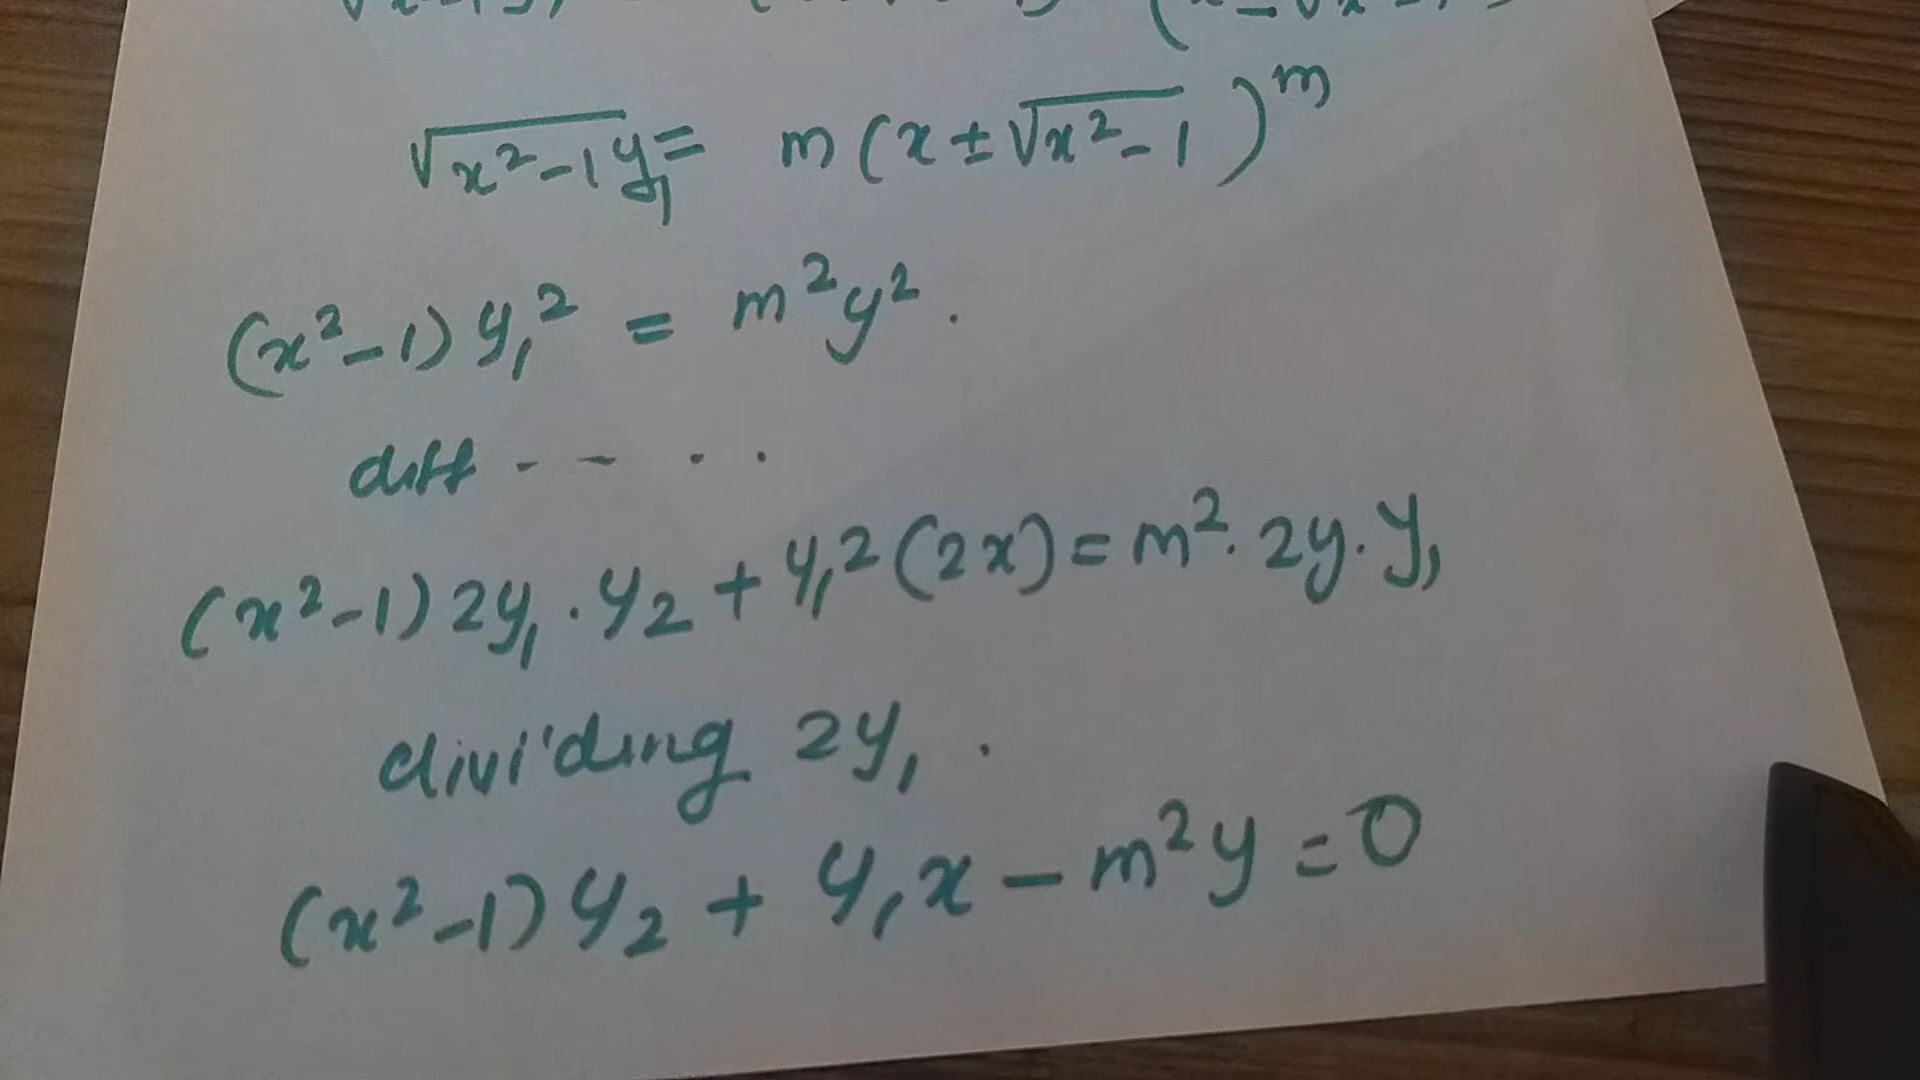 √x²-1 y₁ = m(x ± √x²-1)^m
(x²-1) y₁² = m²y².
diff - - . .
(x²-1) 2y₁ . y₂ + y₁² (2x) = m² . 2y . y₁
dividing 2y₁ .
(x²-1) y₂ + y₁x - m²y = 0